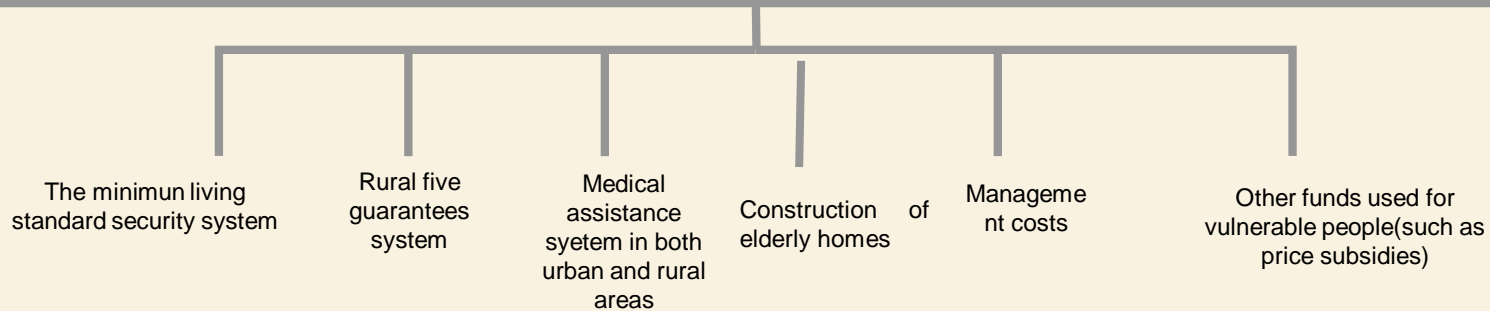 The minimun living
standard security system
Rural five
guarantees
system
Medical
assistance
syetem in both
urban and rural
areas
Construction of
elderly homes
Manageme
nt costs
Other funds used for
vulnerable people(such as
price subsidies)